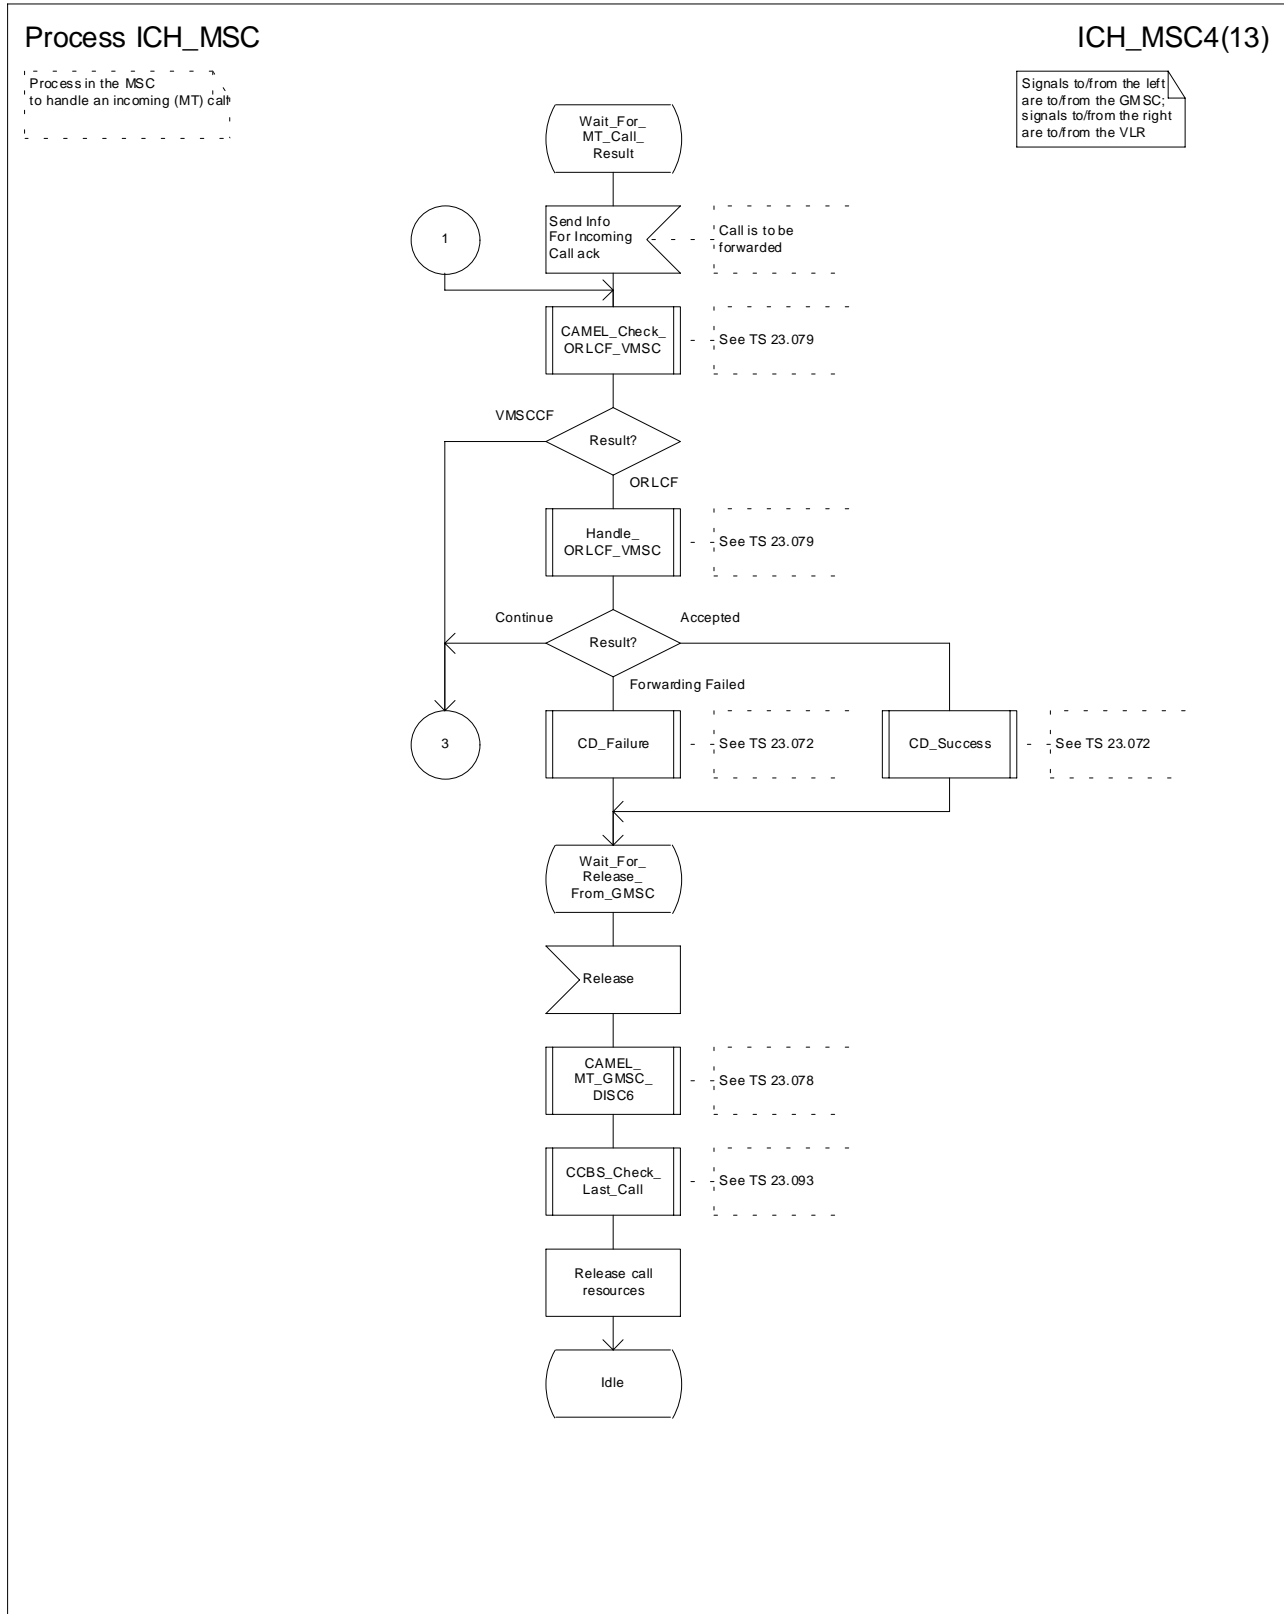 Process ICH_MSC
ICH_MSC4(13)
Process in the MSC
to handle an incoming (MT) call
Signals to/from the left
are to/from the GMSC;
signals to/from the right
are to/from the VLR
Wait_For_
MT_Call_
Result
1
Send Info
For Incoming
Call ack
Call is to be
forwarded
CAMEL_Check_
ORLCF_VMSC
See TS 23.079
VMSCCF
Result?
ORLCF
Handle_
ORLCF_VMSC
See TS 23.079
Continue
Result?
Accepted
Forwarding Failed
3
CD_Failure
See TS 23.072
CD_Success
See TS 23.072
Wait_For_
Release_
From_GMSC
Release
CAMEL_
MT_GMSC_
DISC6
See TS 23.078
CCBS_Check_
Last_Call
See TS 23.093
Release call
resources
Idle